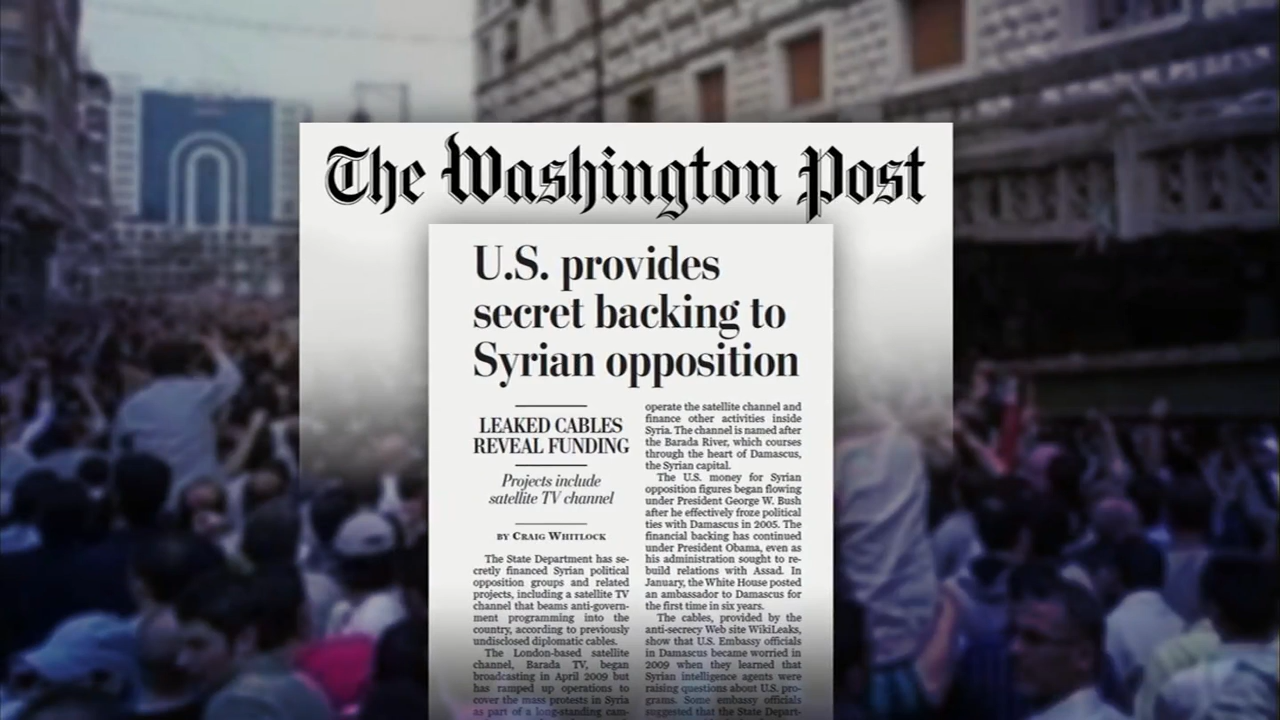 The Washington Post
U.S. provides
secret backing to
Syrian opposition
LEAKED CABLES
REVEAL FUNDING
Projects include
satellite TV channel
BY CRAIG WHITLOCK
The State Department has se-
cretly financed Syrian political
opposition groups and related
projects, including a satellite TV
channel that beams anti-govern-
ment programming into the
country, according to previously
undisclosed diplomatic cables.
The London-based satellite
channel, Barada TV, began
broadcasting in April 2009 but
has ramped up operations to
cover the mass protests in Syria
as part of a long-standing cam-
operate the satellite channel and
finance other activities inside
Syria. The channel is named after
the Barada River, which courses
through the heart of Damascus,
the Syrian capital.
The U.S. money for Syrian
opposition figures began flowing
under President George W. Bush
after he effectively froze political
ties with Damascus in 2005. The
financial backing has continued
under President Obama, even as
his administration sought to re-
build relations with Assad. In
January, the White House posted
an ambassador to Damascus for
the first time in six years.
The cables, provided by the
anti-secrecy Web site WikiLeaks,
show that U.S. Embassy officials
in Damascus became worried in
2009 when they learned that
Syrian intelligence agents were
raising questions about U.S. pro-
grams. Some embassy officials
suggested that the State Depart-